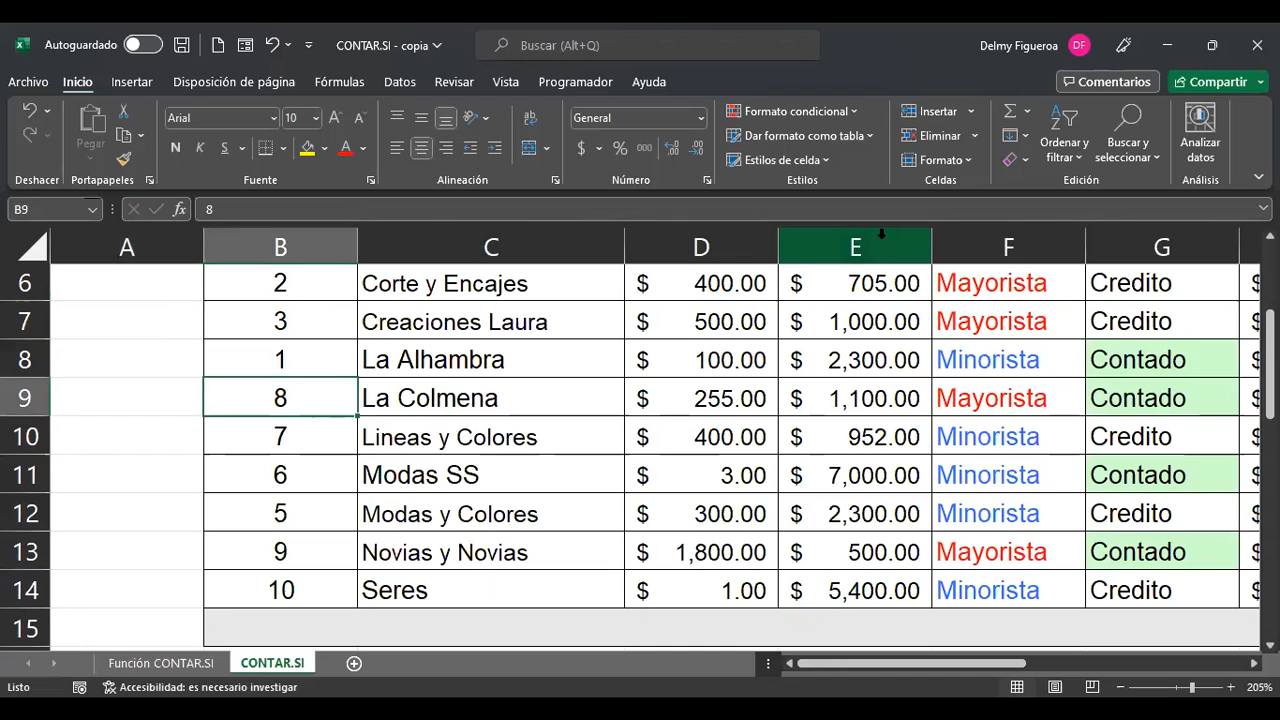 Autoguardado CONTAR.SI - copia Buscar (Alt+Q) Delmy Figueroa DF
Archivo Inicio Insertar Disposición de página Fórmulas Datos Revisar Vista Programador Ayuda Comentarios Compartir
Pegar
Arial 10
N K S
ab
General
$ % 000
Formato condicional
Dar formato como tabla
Estilos de celda
Insertar
Eliminar
Formato
Ordenary filtrar
Buscar y seleccionar
Analizar datos
Deshacer Portapapeles Fuente Alineación Número Estilos Celdas Edición Análisis
B9 fx 8
A B C D E F G
6 2 Corte y Encajes $ 400.00 $ 705.00 Mayorista Credito $
7 3 Creaciones Laura $ 500.00 $ 1,000.00 Mayorista Credito $
8 1 La Alhambra $ 100.00 $ 2,300.00 Minorista Contado $
9 8 La Colmena $ 255.00 $ 1,100.00 Mayorista Contado $
10 7 Lineas y Colores $ 400.00 $ 952.00 Minorista Credito $
11 6 Modas SS $ 3.00 $ 7,000.00 Minorista Contado $
12 5 Modas y Colores $ 300.00 $ 2,300.00 Minorista Credito $
13 9 Novias y Novias $ 1,800.00 $ 500.00 Mayorista Contado $
14 10 Seres $ 1.00 $ 5,400.00 Minorista Credito $
15
Función CONTAR.SI CONTAR.SI
Listo Accesibilidad: es necesario investigar 205%